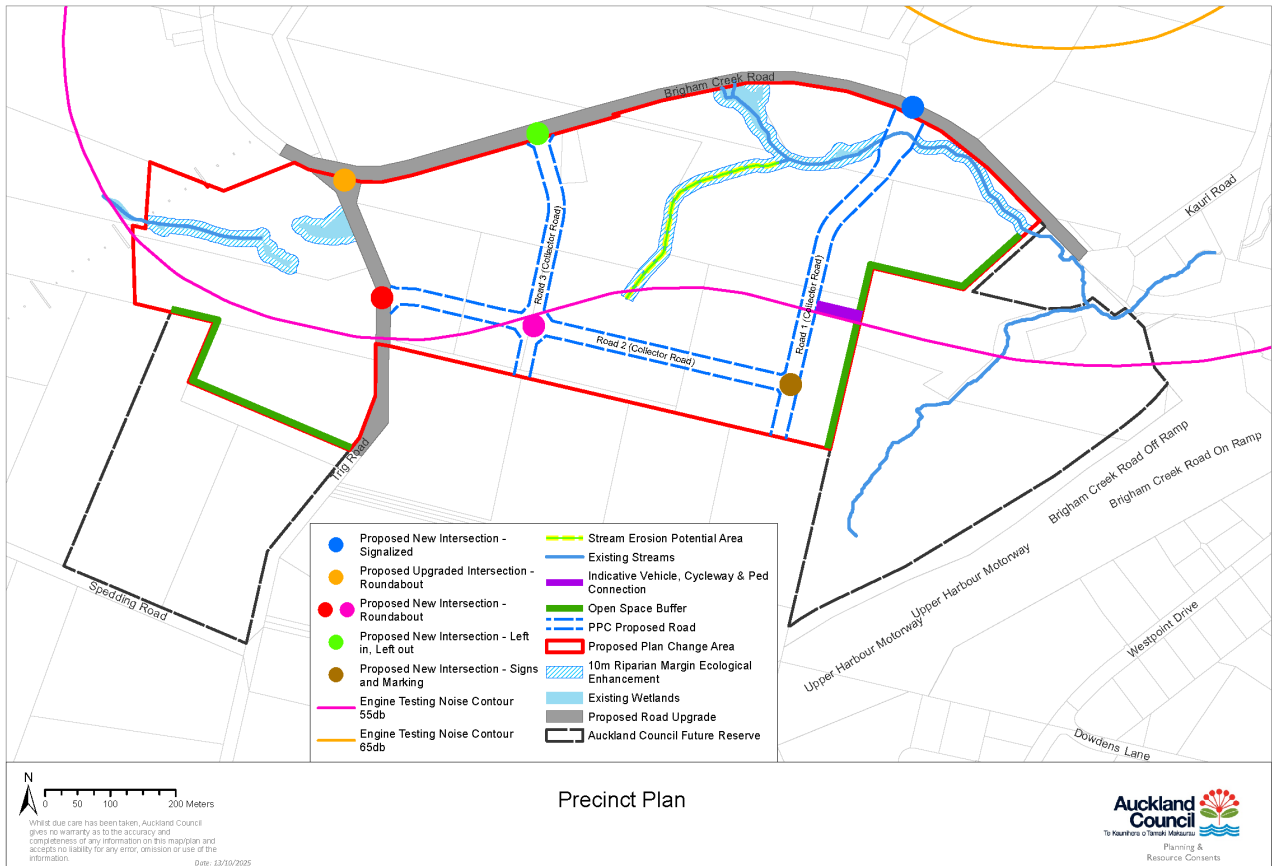 Brigham Creek Road
Kauri Road
Road 3 (Collector Road)
Road 1 (Collector Road)
Road 2 (Collector Road)
Trig Road
Brigham Creek Road Off Ramp
Brigham Creek Road On Ramp
Upper Harbour Motorway
Upper Harbour Motorway
Spedding Road
Westpoint Drive
Dowdens Lane
Proposed New Intersection -
Signalized
Proposed Upgraded Intersection -
Roundabout
Proposed New Intersection -
Roundabout
Proposed New Intersection - Left
in, Left out
Proposed New Intersection - Signs
and Marking
Engine Testing Noise Contour
55db
Engine Testing Noise Contour
65db
Stream Erosion Potential Area
Existing Streams
Indicative Vehicle, Cycleway & Ped
Connection
Open Space Buffer
PPC Proposed Road
Proposed Plan Change Area
10m Riparian Margin Ecological
Enhancement
Existing Wetlands
Proposed Road Upgrade
Auckland Council Future Reserve
N
0 50 100 200 Meters
Whilst due care has been taken, Auckland Council
gives no warranty as to the accuracy and
completeness of any information on this map/plan and
accepts no liability for any error, omission or use of the
information.
Date: 13/10/2025
Precinct Plan
Auckland
Council
Te Kaunihera o Tamaki Makaurau
Planning &
Resource Consents